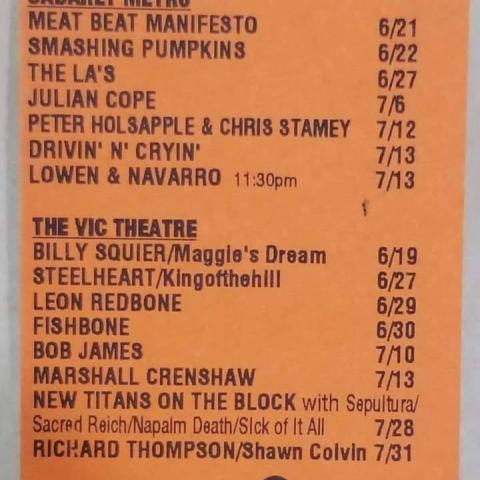 CABARET METRO
MEAT BEAT MANIFESTO 6/21
SMASHING PUMPKINS 6/22
THE LA'S 6/27
JULIAN COPE 7/6
PETER HOLSAPPLE & CHRIS STAMEY 7/12
DRIVIN' N' CRYIN' 7/13
LOWEN & NAVARRO 11:30pm 7/13
THE VIC THEATRE
BILLY SQUIER/Maggie's Dream 6/19
STEELHEART/Kingofthehill 6/27
LEON REDBONE 6/29
FISHBONE 6/30
BOB JAMES 7/10
MARSHALL CRENSHAW 7/13
NEW TITANS ON THE BLOCK with Sepultura/
Sacred Reich/Napalm Death/Sick of It All 7/28
RICHARD THOMPSON/Shawn Colvin 7/31